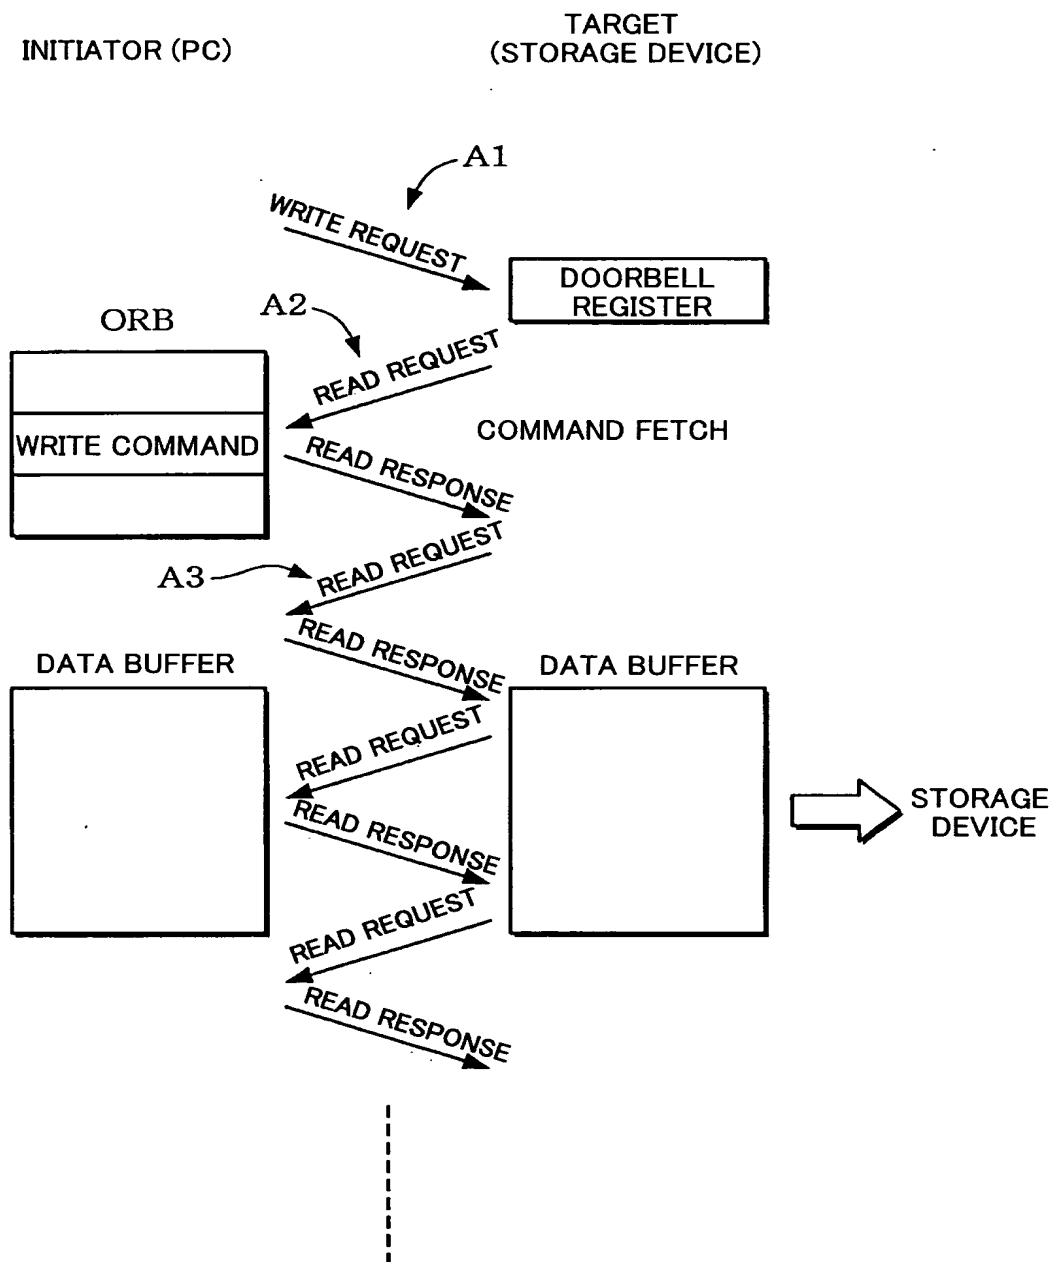 INITIATOR (PC)
TARGET
(STORAGE DEVICE)
A1
WRITE REQUEST
DOORBELL
REGISTER
A2
ORB
READ REQUEST
WRITE COMMAND
COMMAND FETCH
READ RESPONSE
READ REQUEST
A3
READ RESPONSE
DATA BUFFER
DATA BUFFER
READ REQUEST
STORAGE
DEVICE
READ RESPONSE
READ REQUEST
READ RESPONSE